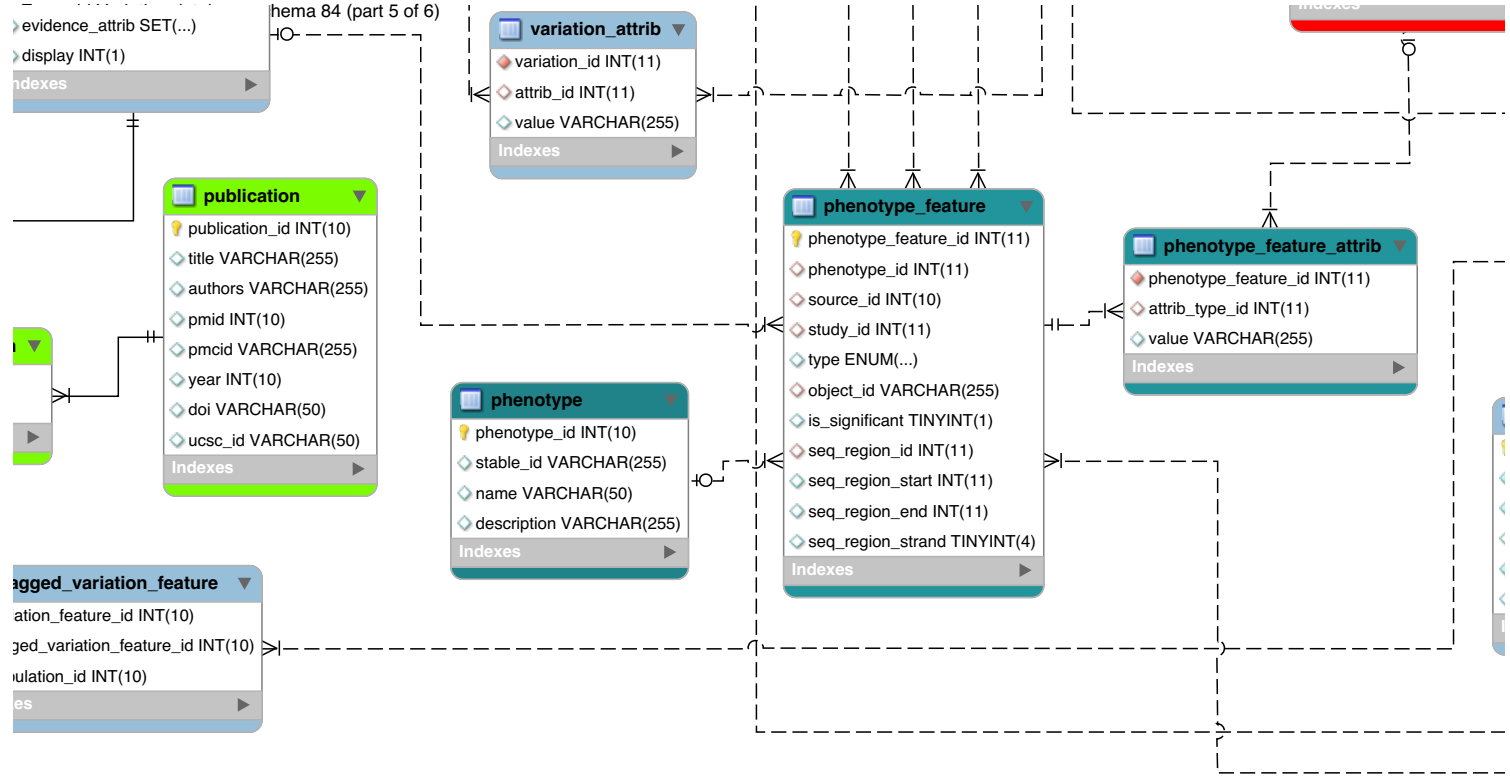 hema 84 (part 5 of 6)
evidence_attrib SET(...)
display INT(1)
ndexes
variation_attrib
variation_id INT(11)
attrib_id INT(11)
value VARCHAR(255)
Indexes
Indexes
publication
publication_id INT(10)
title VARCHAR(255)
authors VARCHAR(255)
pmid INT(10)
pmcid VARCHAR(255)
year INT(10)
doi VARCHAR(50)
ucsc_id VARCHAR(50)
Indexes
phenotype_feature
phenotype_feature_id INT(11)
phenotype_id INT(11)
source_id INT(10)
study_id INT(11)
type ENUM(...)
object_id VARCHAR(255)
is_significant TINYINT(1)
seq_region_id INT(11)
seq_region_start INT(11)
seq_region_end INT(11)
seq_region_strand TINYINT(4)
Indexes
phenotype_feature_attrib
phenotype_feature_id INT(11)
attrib_type_id INT(11)
value VARCHAR(255)
Indexes
phenotype
phenotype_id INT(10)
stable_id VARCHAR(255)
name VARCHAR(50)
description VARCHAR(255)
Indexes
agged_variation_feature
iation_feature_id INT(10)
ged_variation_feature_id INT(10)
pulation_id INT(10)
es